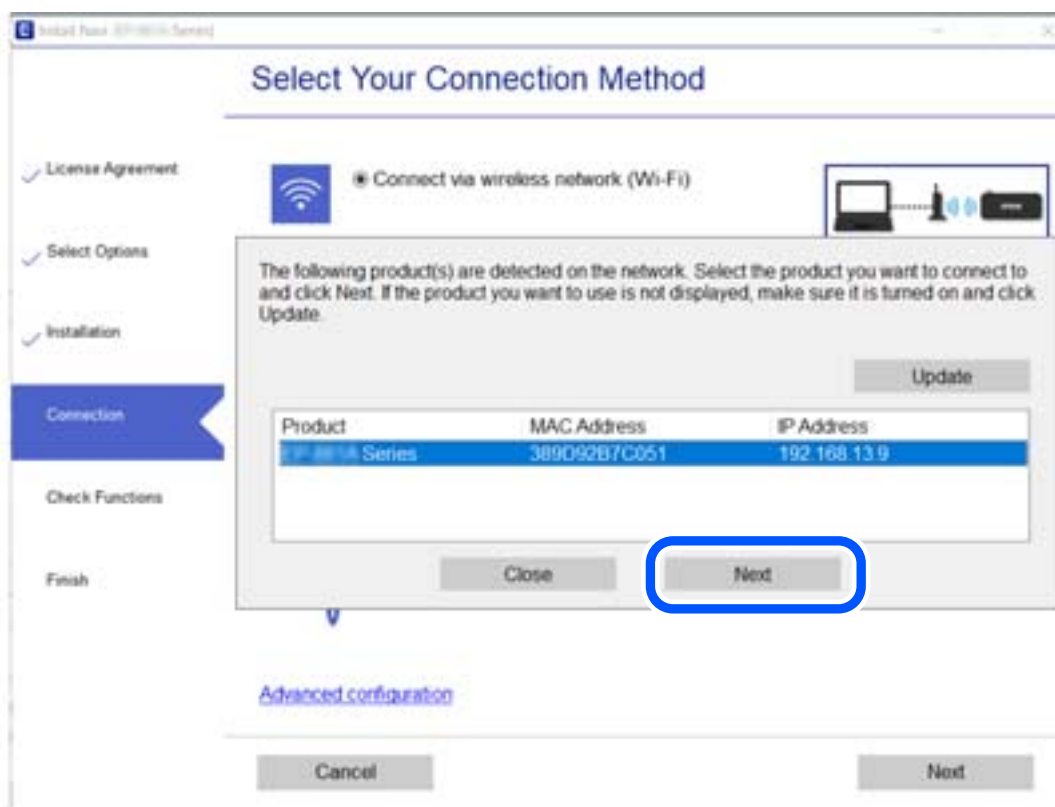 Install Navi Series]
Select Your Connection Method
License Agreement
Connect via wireless network (Wi-Fi)
Select Options
The following product(s) are detected on the network. Select the product you want to connect to
and click Next. If the product you want to use is not displayed, make sure it is turned on and click
Update.
Installation
Update
Connection
Product MAC Address IP Address
Series 389D92B7C051 192.168.13.9
Check Functions
Close Next
Finish
Advanced configuration
Cancel Next